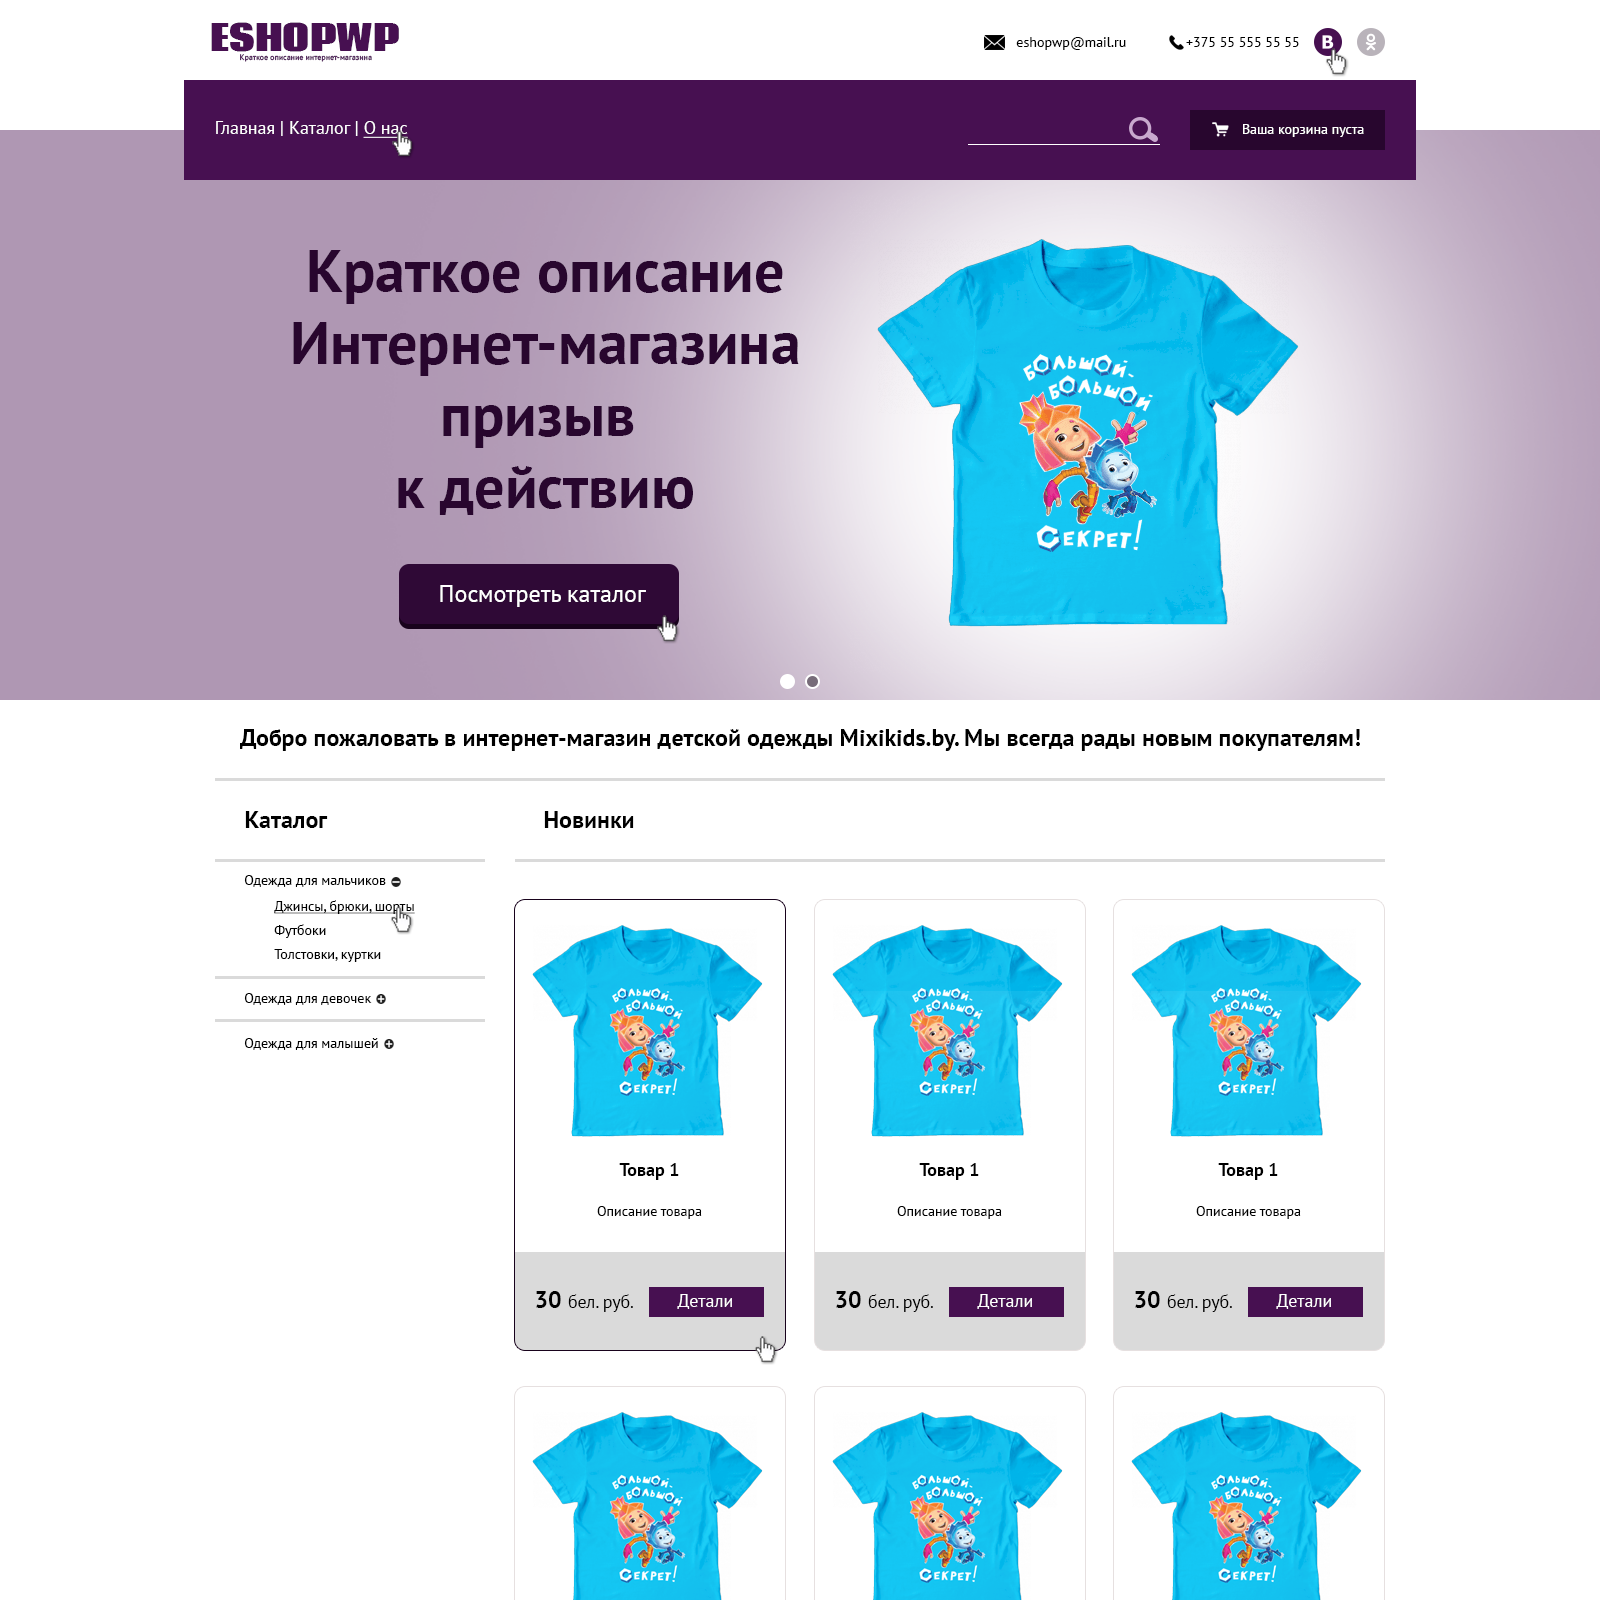 ESHOPWP
Краткое описание интернет-магазина
eshopwp@mail.ru
+375 55 555 55 55
В
Главная | Каталог | О нас
Ваша корзина пуста
Краткое описание
Интернет-магазина
призыв
к действию
Посмотреть каталог
Большой-
большой
Секрет!
Добро пожаловать в интернет-магазин детской одежды Mixikids.by. Мы всегда рады новым покупателям!
Каталог
Новинки
Одежда для мальчиков
Джинсы, брюки, шорты
Футбоки
Толстовки, куртки
Одежда для девочек
Одежда для малышей
Большой-
большой
Секрет!
Товар 1
Описание товара
30 бел. руб.
Детали
Большой-
большой
Секрет!
Товар 1
Описание товара
30 бел. руб.
Детали
Большой-
большой
Секрет!
Товар 1
Описание товара
30 бел. руб.
Детали
Большой-
большой
Секрет!
Большой-
большой
Секрет!
Большой-
большой
Секрет!